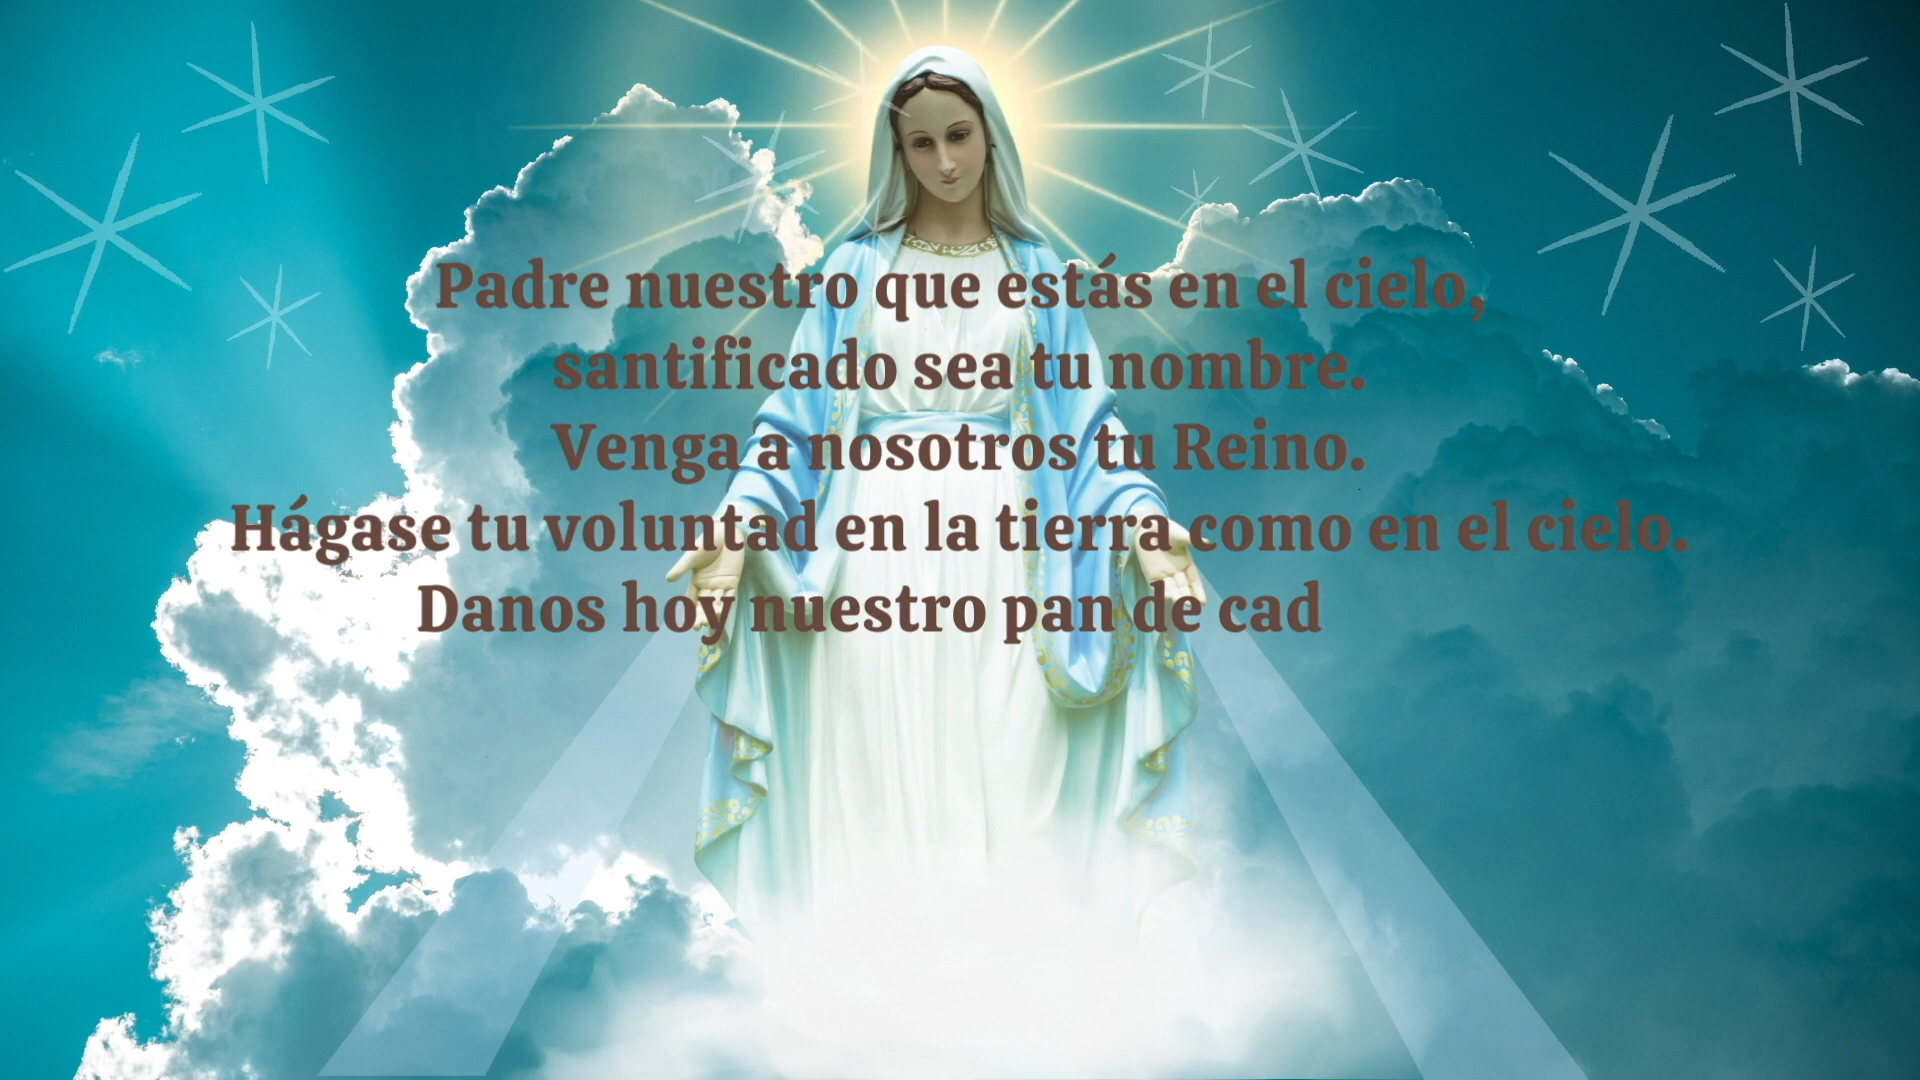 Padre nuestro que estás en el cielo,
santificado sea tu nombre.
Venga a nosotros tu Reino.
Hágase tu voluntad en la tierra como en el cielo.
Danos hoy nuestro pan de cad